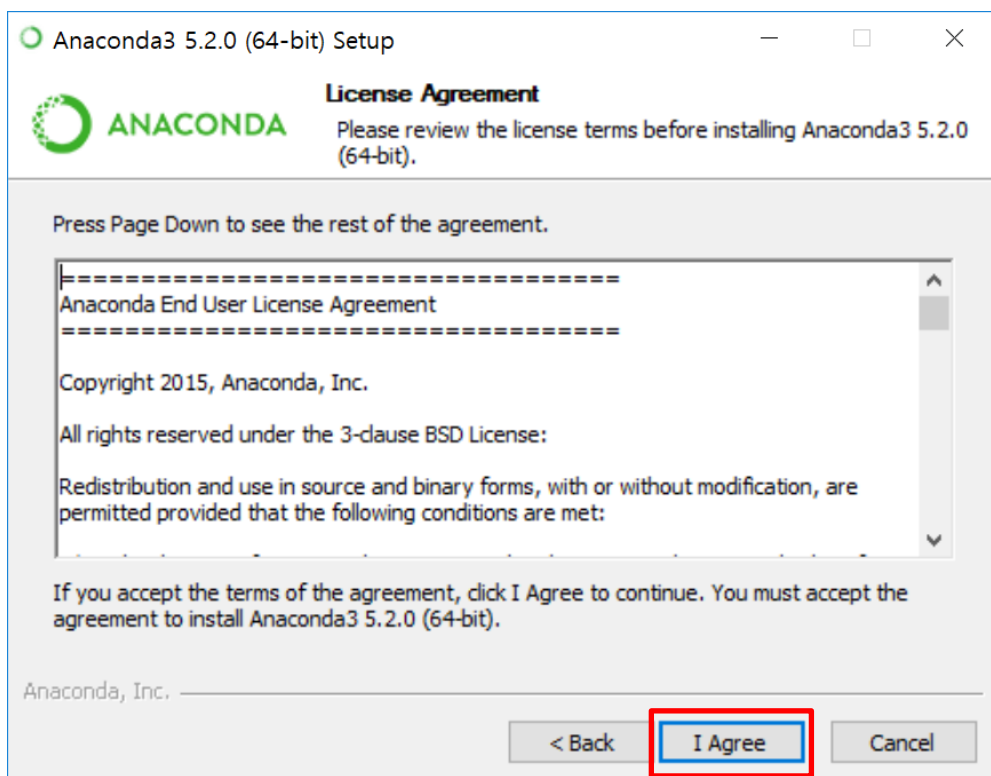 Anaconda3 5.2.0 (64-bit) Setup
ANACONDA
License Agreement
Please review the license terms before installing Anaconda3 5.2.0
(64-bit).
Press Page Down to see the rest of the agreement.
===================================
Anaconda End User License Agreement
===================================
Copyright 2015, Anaconda, Inc.
All rights reserved under the 3-clause BSD License:
Redistribution and use in source and binary forms, with or without modification, are
permitted provided that the following conditions are met:
If you accept the terms of the agreement, click I Agree to continue. You must accept the
agreement to install Anaconda3 5.2.0 (64-bit).
Anaconda, Inc.
< Back
I Agree
Cancel